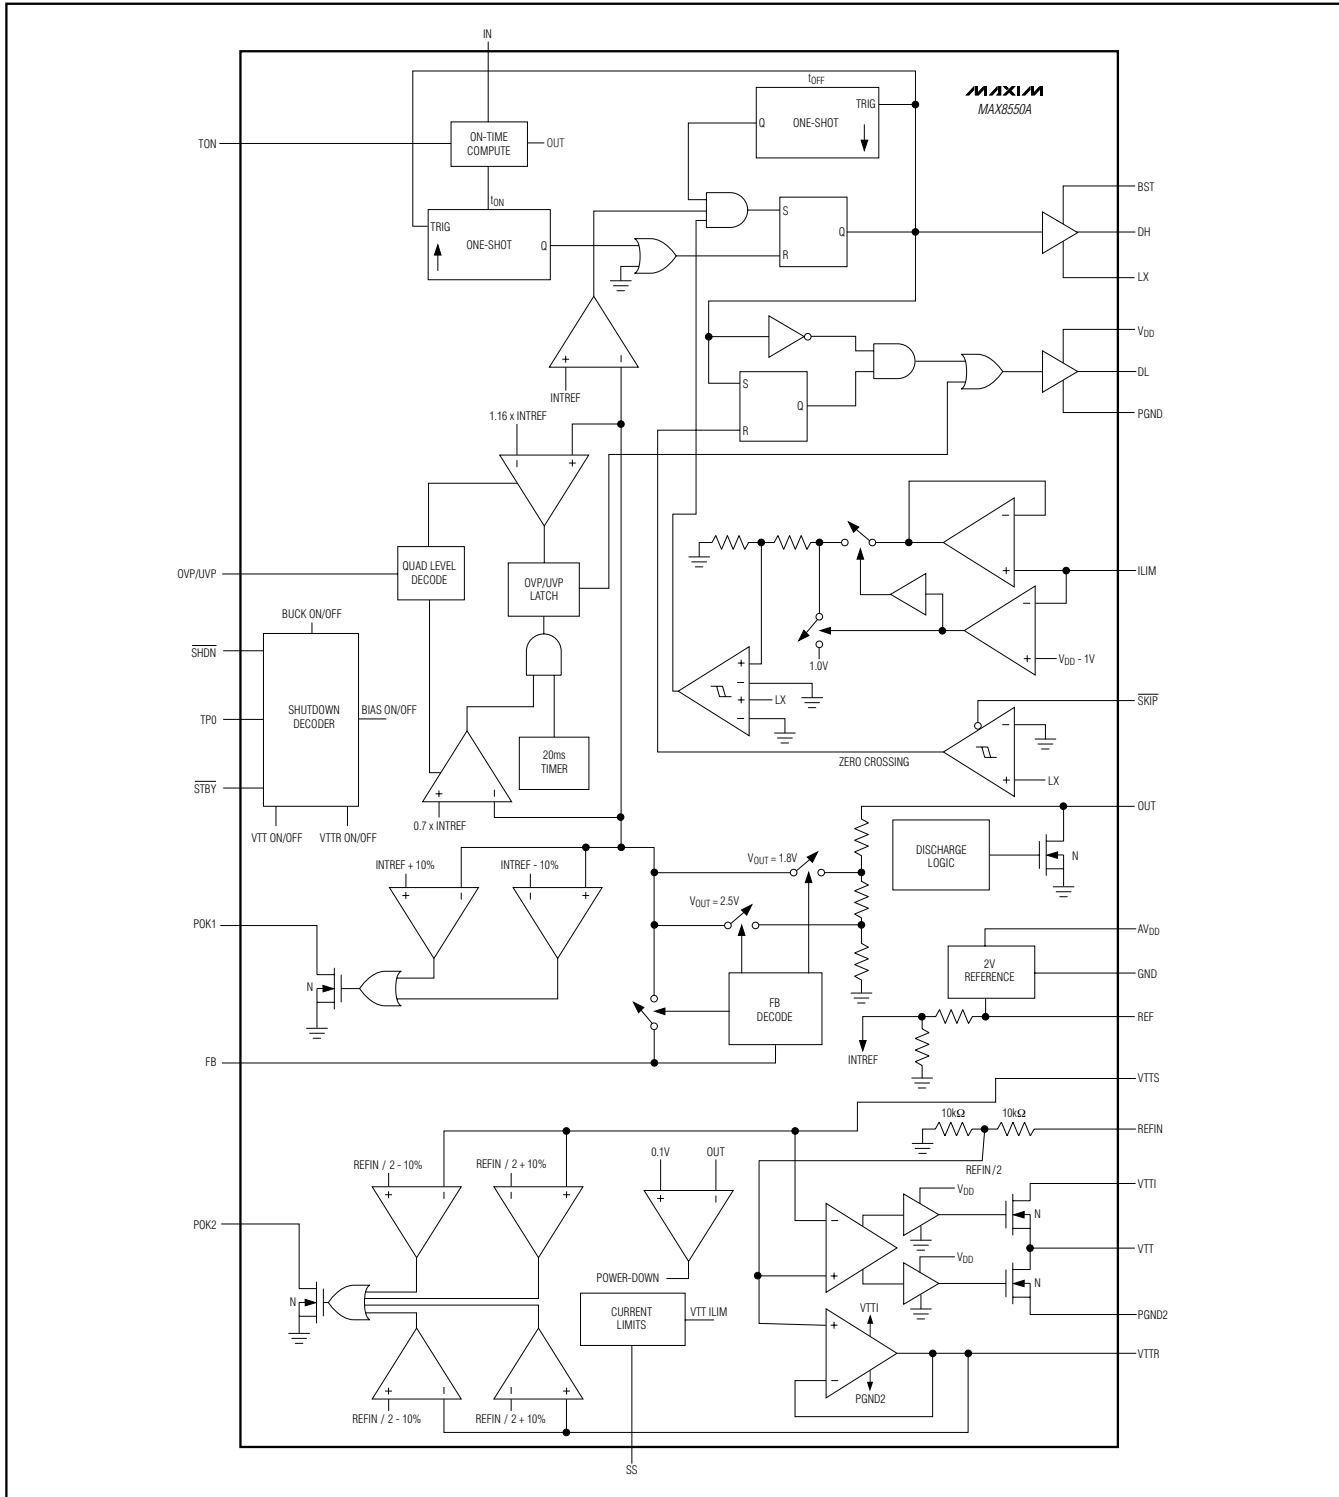 IN
MAXIM
MAX8550A
tOFF
TRIG
Q
ONE-SHOT
TON
ON-TIME
COMPUTE
OUT
tON
TRIG
ONE-SHOT
Q
S
Q
R
BST
DH
LX
+
–
INTREF
S
Q
R
VDD
DL
PGND
1.16 x INTREF
–
+
OVP/UVP
QUAD LEVEL
DECODE
OVP/UVP
LATCH
–
+
ILIM
–
+
VDD - 1V
1.0V
+
–
+
LX
–
BUCK ON/OFF
SHDN
TP0
STBY
SHUTDOWN
DECODER
BIAS ON/OFF
VTT ON/OFF
VTTR ON/OFF
20ms
TIMER
+
–
0.7 x INTREF
SKIP
–
+
LX
ZERO CROSSING
OUT
DISCHARGE
LOGIC
N
VOUT = 1.8V
VOUT = 2.5V
INTREF + 10%
INTREF - 10%
+
–
–
+
POK1
N
FB
DECODE
FB
AVDD
2V
REFERENCE
GND
REF
INTREF
VTTS
10kΩ
10kΩ
REFIN
REFIN/2
REFIN / 2 - 10%
REFIN / 2 + 10%
0.1V
OUT
+
–
–
+
+
–
POWER-DOWN
POK2
N
CURRENT
LIMITS
VTT ILIM
+
–
–
+
REFIN / 2 - 10%
REFIN / 2 + 10%
SS
–
+
VDD
VDD
N
N
VTTI
VTT
PGND2
VTTI
+
–
PGND2
VTTR